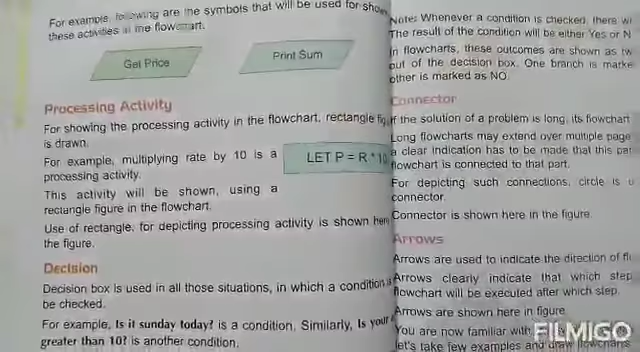 For example, following are the symbols that will be used for show
these activities in the flowchart.
Get Price
Print Sum
Processing Activity
For showing the processing activity in the flowchart, rectangle fig
is drawn.
For example, multiplying rate by 10 is a
processing activity.
LET P = R * 10
This activity will be shown, using a
rectangle figure in the flowchart.
Use of rectangle, for depicting processing activity is shown here
the figure.
Decision
Decision box is used in all those situations, in which a condition
be checked.
For example, Is it sunday today? is a condition. Similarly, Is your
greater than 10? is another condition.
Note: Whenever a condition is checked, there wi
The result of the condition will be either Yes or N
In flowcharts, these outcomes are shown as tw
out of the decision box. One branch is marke
other is marked as NO.
Connector
If the solution of a problem is long, its flowchart
Long flowcharts may extend over multiple page
a clear indication has to be made that this par
flowchart is connected to that part.
For depicting such connections, circle is u
connector.
Connector is shown here in the figure.
Arrows
Arrows are used to indicate the direction of fl
Arrows clearly indicate that which step
flowchart will be executed after which step.
Arrows are shown here in figure
You are now familiar with
let's take few examples and draw flowcharts
FILMIGO